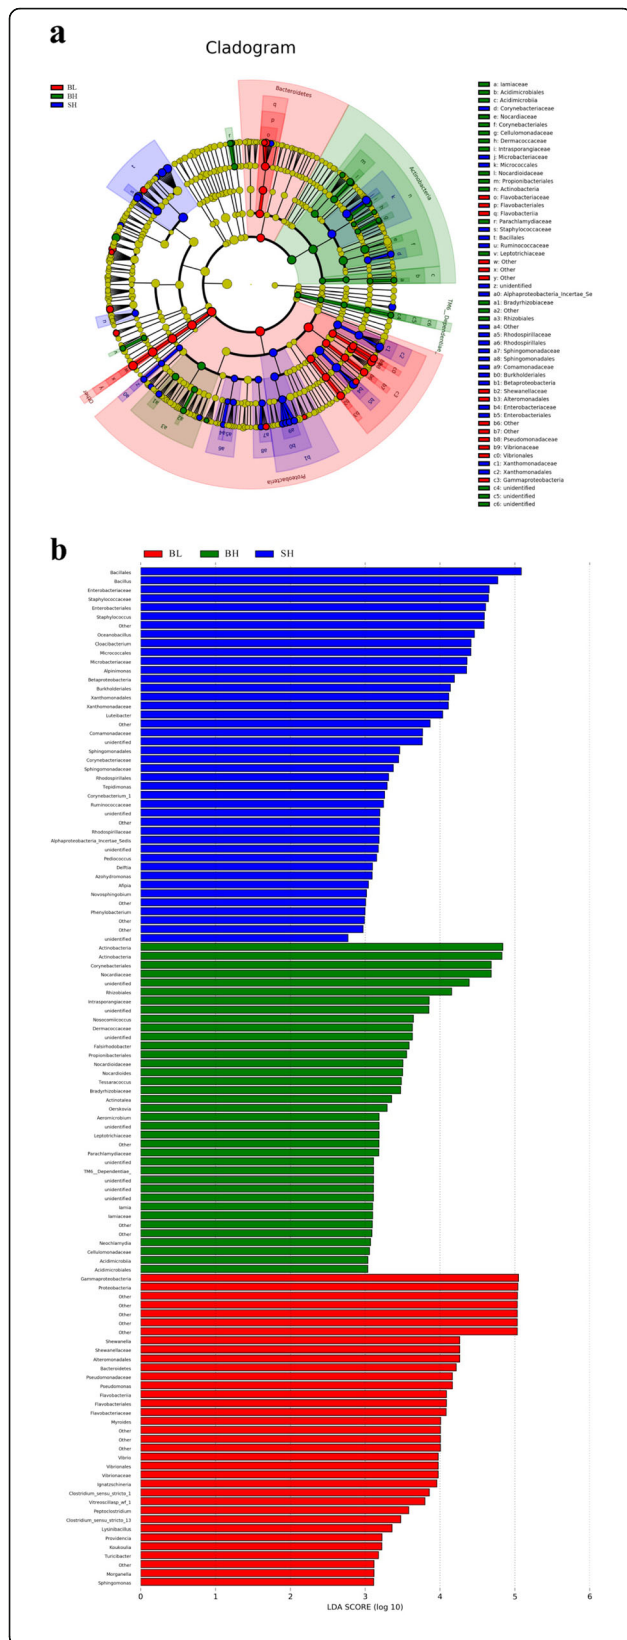 a
Cladogram
BL
BH
SH
Bacteroidetes
Actinobacteria
TM6__Dependentiae_
Proteobacteria
Other
a: Iamiaceae
b: Acidimicrobiales
c: Acidimicrobiia
d: Corynebacteriaceae
e: Nocardiaceae
f: Corynebacteriales
g: Cellulomonadaceae
h: Dermacoccaceae
i: Intrasporangiaceae
j: Microbacteriaceae
k: Micrococcales
l: Nocardioidaceae
m: Propionibacteriales
n: Actinobacteria
o: Flavobacteriaceae
p: Flavobacteriales
q: Flavobacteriia
r: Parachlamydiaceae
s: Staphylococcaceae
t: Bacillales
u: Ruminococcaceae
v: Leptotrichiaceae
w: Other
x: Other
y: Other
z: unidentified
a0: Alphaproteobacteria_Incertae_Se
a1: Bradyrhizobiaceae
a2: Other
a3: Rhizobiales
a4: Other
a5: Rhodospirillaceae
a6: Rhodospirillales
a7: Sphingomonadaceae
a8: Sphingomonadales
a9: Comamonadaceae
b0: Burkholderiales
b1: Betaproteobacteria
b2: Shewanellaceae
b3: Alteromonadales
b4: Enterobacteriaceae
b5: Enterobacteriales
b6: Other
b7: Other
b8: Pseudomonadaceae
b9: Vibrionaceae
c0: Vibrionales
c1: Xanthomonadaceae
c2: Xanthomonadales
c3: Gammaproteobacteria
c4: unidentified
c5: unidentified
c6: unidentified
b
BL BH SH
Bacillales
Bacillus
Enterobacteriaceae
Staphylococcaceae
Enterobacteriales
Staphylococcus
Other
Oceanobacillus
Cloacibacterium
Micrococcales
Microbacteriaceae
Alpinimonas
Betaproteobacteria
Burkholderiales
Xanthomonadales
Xanthomonadaceae
Luteibacter
Other
Comamonadaceae
unidentified
Sphingomonadales
Corynebacteriaceae
Sphingomonadaceae
Rhodospirillales
Tepidimonas
Corynebacterium_1
Ruminococcaceae
unidentified
Other
Rhodospirillaceae
Alphaproteobacteria_Incertae_Sedis
unidentified
Pediococcus
Delftia
Azohydromonas
Afipia
Novosphingobium
Other
Phenylobacterium
Other
Other
unidentified
Actinobacteria
Actinobacteria
Corynebacteriales
Nocardiaceae
unidentified
Rhizobiales
Intrasporangiaceae
unidentified
Nosocomiicoccus
Dermacoccaceae
unidentified
Falsirhodobacter
Propionibacteriales
Nocardioidaceae
Nocardioides
Tessaracoccus
Bradyrhizobiaceae
Actinotalea
Oerskovia
Aeromicrobium
unidentified
Leptotrichiaceae
Other
Parachlamydiaceae
unidentified
TM6__Dependentiae_
unidentified
unidentified
unidentified
Iamia
Iamiaceae
Other
Other
Neochlamydia
Cellulomonadaceae
Acidimicrobiia
Acidimicrobiales
Gammaproteobacteria
Proteobacteria
Other
Other
Other
Other
Other
Shewanella
Shewanellaceae
Alteromonadales
Bacteroidetes
Pseudomonadaceae
Pseudomonas
Flavobacteriia
Flavobacteriales
Flavobacteriaceae
Myroides
Other
Other
Other
Vibrio
Vibrionales
Vibrionaceae
Ignatzschineria
Clostridium_sensu_stricto_1
Peptoclostridium
Clostridium_sensu_stricto_13
Lysinibacillus
Providencia
Koukoulia
Turicibacter
Other
Morganella
Sphingomonas
0 1 2 3 4 5 6
LDA SCORE (log 10)